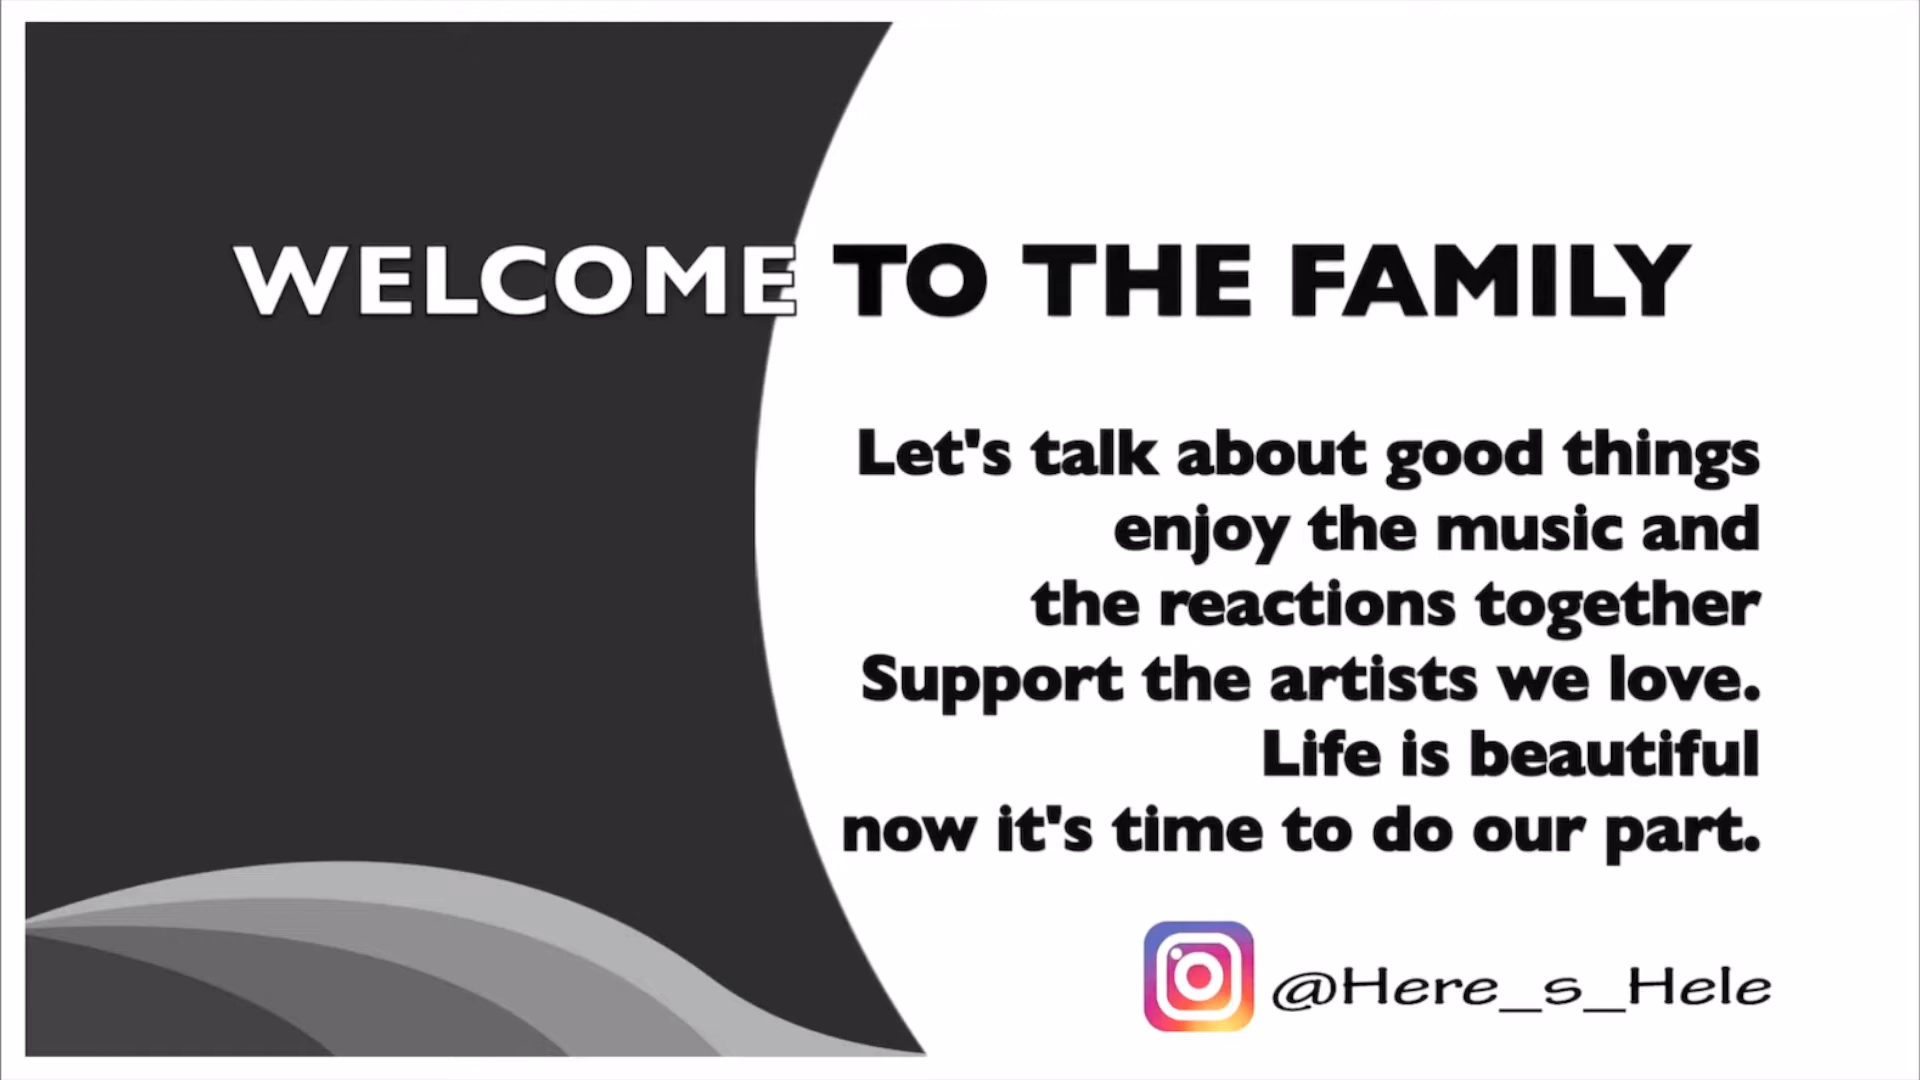 WELCOME TO THE FAMILY
Let's talk about good things
enjoy the music and
the reactions together
Support the artists we love.
Life is beautiful
now it's time to do our part.
@Here_s_Hele